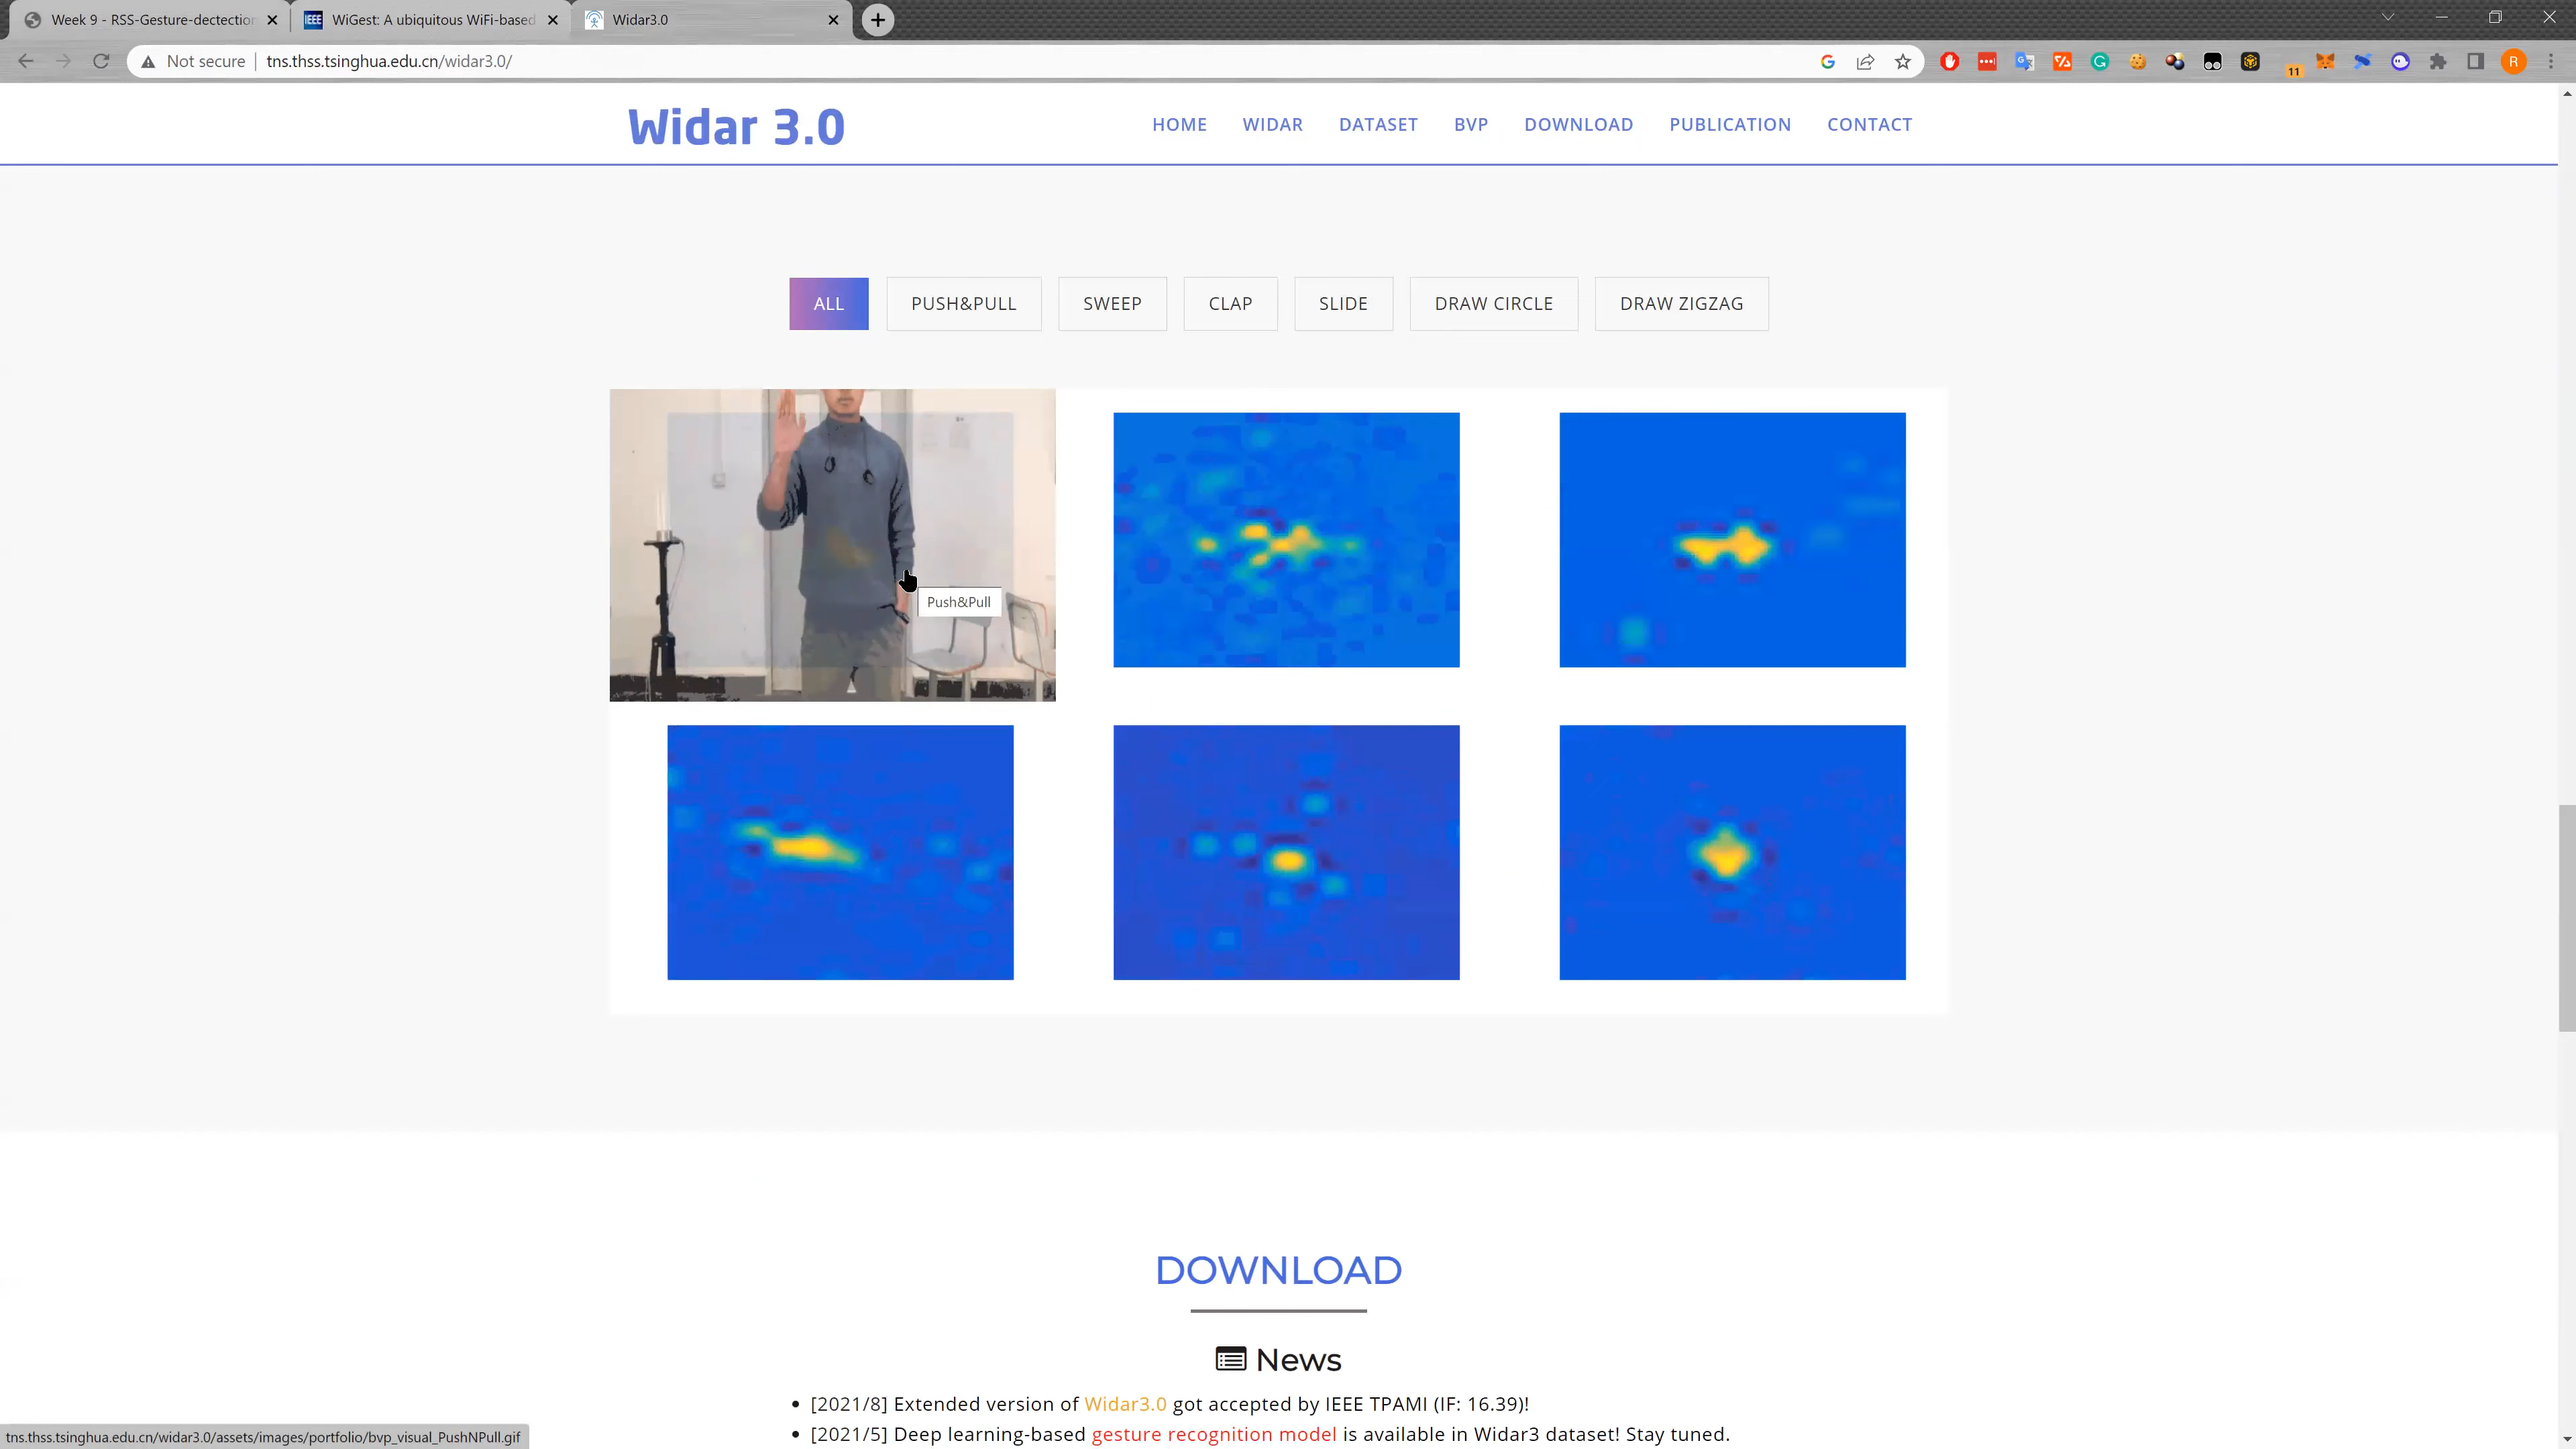 Week 9 - RSS-Gesture-dectection
WiGest: A ubiquitous WiFi-based
Widar3.0
Not secure
tns.thss.tsinghua.edu.cn/widar3.0/
11
R
Widar 3.0
HOME
WIDAR
DATASET
BVP
DOWNLOAD
PUBLICATION
CONTACT
ALL
PUSH&PULL
SWEEP
CLAP
SLIDE
DRAW CIRCLE
DRAW ZIGZAG
Push&Pull
DOWNLOAD
News
[2021/8] Extended version of Widar3.0 got accepted by IEEE TPAMI (IF: 16.39)!
[2021/5] Deep learning-based gesture recognition model is available in Widar3 dataset! Stay tuned.
tns.thss.tsinghua.edu.cn/widar3.0/assets/images/portfolio/bvp_visual_PushNPull.gif